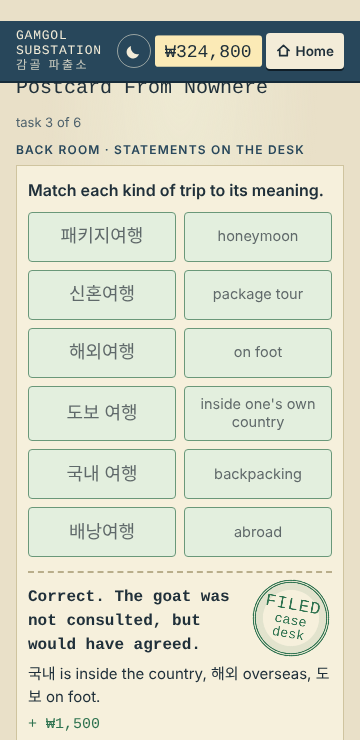 GAMGOL
SUBSTATION
감골 파출소
₩324,800
Home
Postcard From Nowhere
task 3 of 6
BACK ROOM · STATEMENTS ON THE DESK
Match each kind of trip to its meaning.
패키지여행
honeymoon
신혼여행
package tour
해외여행
on foot
도보 여행
inside one's own
country
국내 여행
backpacking
배낭여행
abroad
Correct. The goat was
not consulted, but
would have agreed.
FILED
case
desk
국내 is inside the country, 해외 overseas, 도
보 on foot.
+ ₩1,500